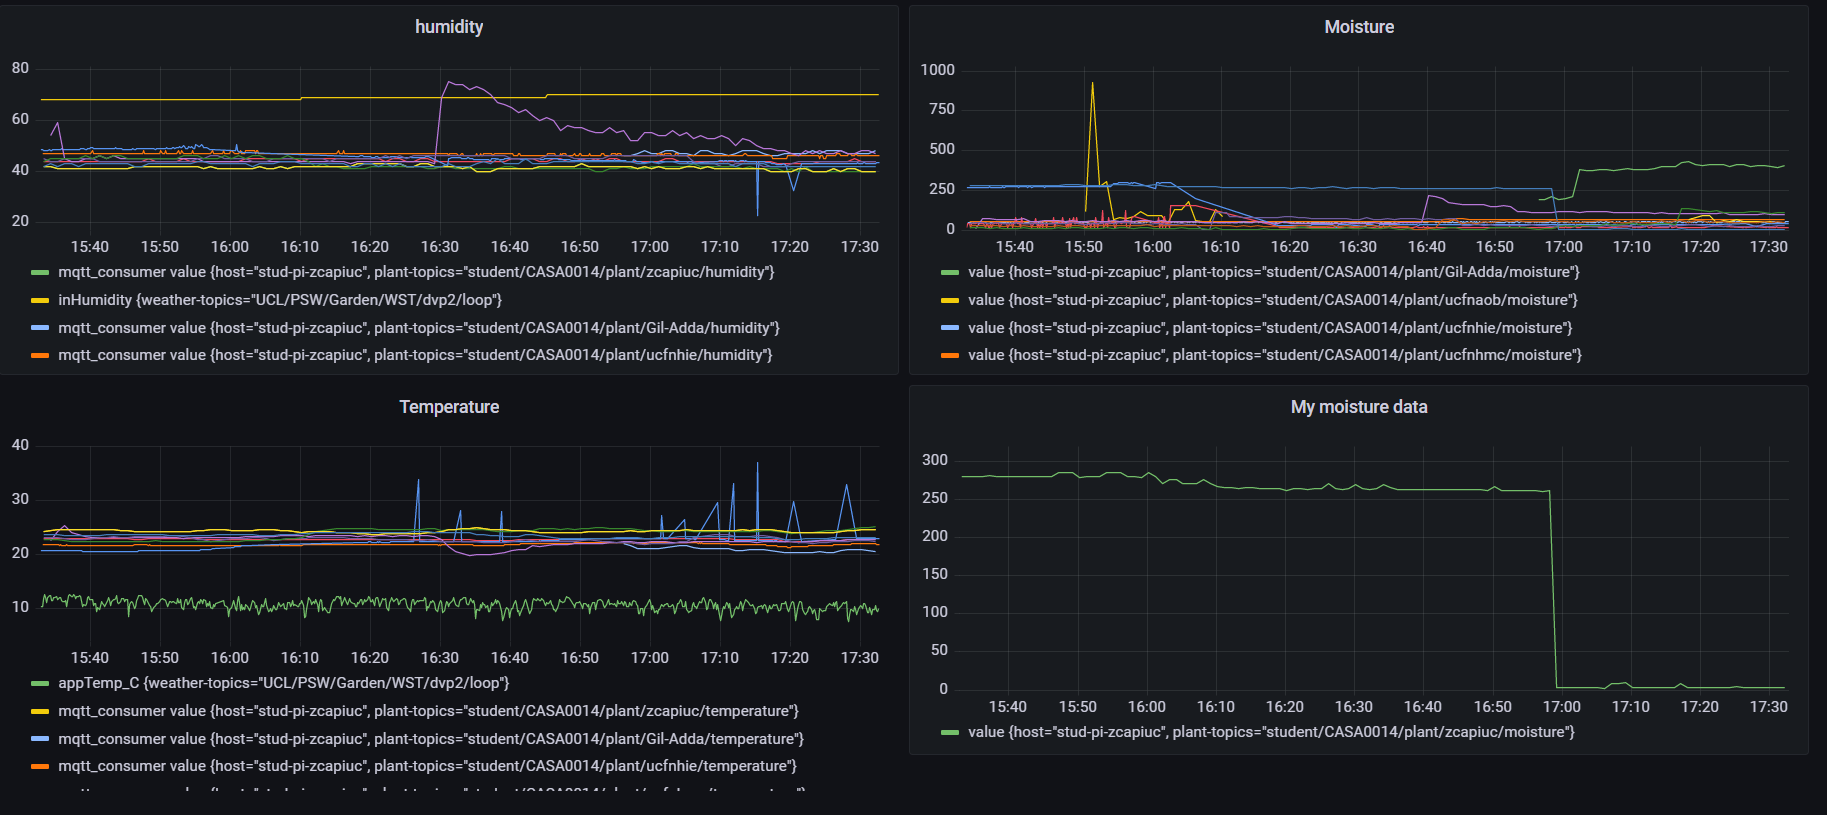 humidity
80
60
40
20
15:40 15:50 16:00 16:10 16:20 16:30 16:40 16:50 17:00 17:10 17:20 17:30
mqtt_consumer value {host="stud-pi-zcapiuc", plant-topics="student/CASA0014/plant/zcapiuc/humidity"}
inHumidity {weather-topics="UCL/PSW/Garden/WST/dvp2/loop"}
mqtt_consumer value {host="stud-pi-zcapiuc", plant-topics="student/CASA0014/plant/Gil-Adda/humidity"}
mqtt_consumer value {host="stud-pi-zcapiuc", plant-topics="student/CASA0014/plant/ucfnhie/humidity"}
Moisture
1000
750
500
250
0
15:40 15:50 16:00 16:10 16:20 16:30 16:40 16:50 17:00 17:10 17:20 17:30
value {host="stud-pi-zcapiuc", plant-topics="student/CASA0014/plant/Gil-Adda/moisture"}
value {host="stud-pi-zcapiuc", plant-topics="student/CASA0014/plant/ucfnaob/moisture"}
value {host="stud-pi-zcapiuc", plant-topics="student/CASA0014/plant/ucfnhie/moisture"}
value {host="stud-pi-zcapiuc", plant-topics="student/CASA0014/plant/ucfnhmc/moisture"}
Temperature
40
30
20
10
15:40 15:50 16:00 16:10 16:20 16:30 16:40 16:50 17:00 17:10 17:20 17:30
appTemp_C {weather-topics="UCL/PSW/Garden/WST/dvp2/loop"}
mqtt_consumer value {host="stud-pi-zcapiuc", plant-topics="student/CASA0014/plant/zcapiuc/temperature"}
mqtt_consumer value {host="stud-pi-zcapiuc", plant-topics="student/CASA0014/plant/Gil-Adda/temperature"}
mqtt_consumer value {host="stud-pi-zcapiuc", plant-topics="student/CASA0014/plant/ucfnhie/temperature"}
My moisture data
300
250
200
150
100
50
0
15:40 15:50 16:00 16:10 16:20 16:30 16:40 16:50 17:00 17:10 17:20 17:30
value {host="stud-pi-zcapiuc", plant-topics="student/CASA0014/plant/zcapiuc/moisture"}